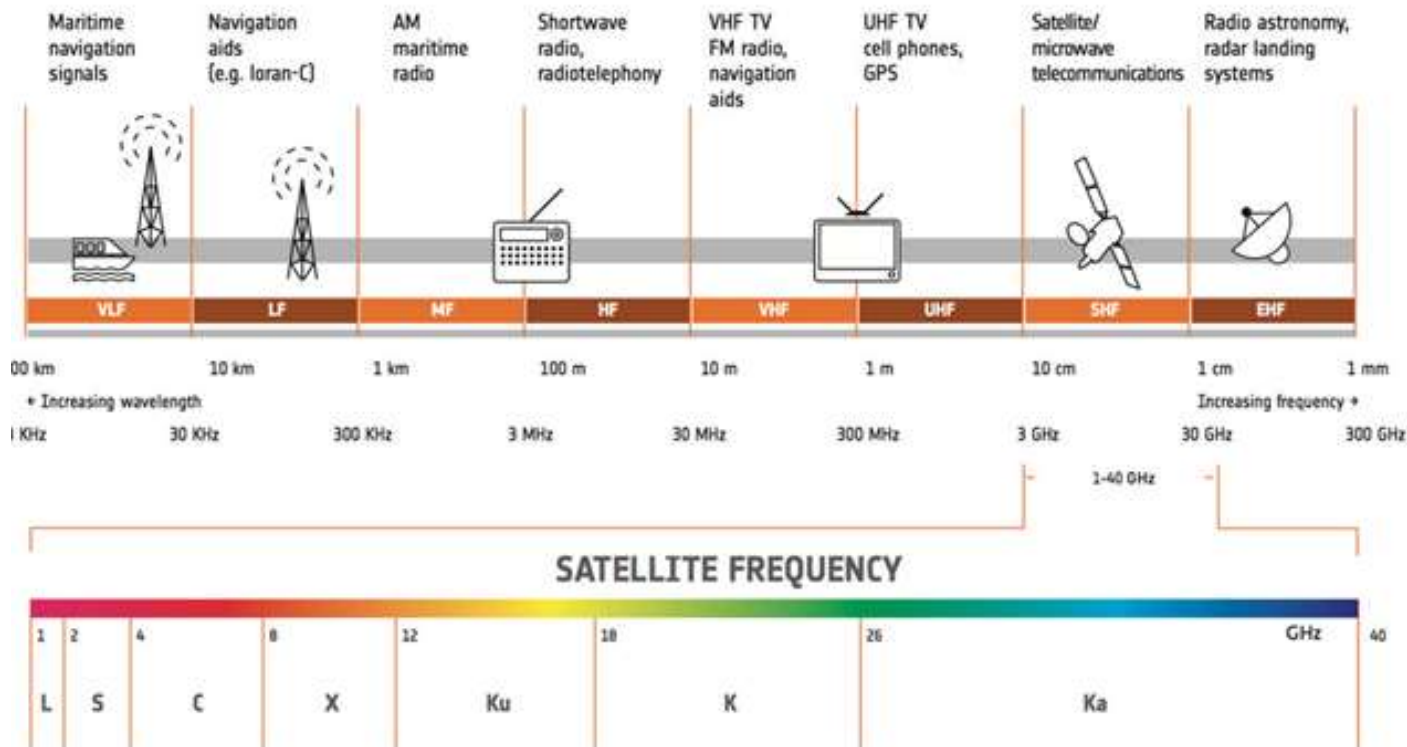 Maritime
navigation
signals
Navigation
aids
(e.g. loran-C)
AM
maritime
radio
Shortwave
radio,
radiotelephony
VHF TV
FM radio,
navigation
aids
UHF TV
cell phones,
GPS
Satellite/
microwave
telecommunications
Radio astronomy,
radar landing
systems
VLF LF MF HF VHF UHF SHF EHF
00 km 10 km 1 km 100 m 10 m 1 m 10 cm 1 cm 1 mm
← Increasing wavelength Increasing frequency →
KHz 30 KHz 300 KHz 3 MHz 30 MHz 300 MHz 3 GHz 30 GHz 300 GHz
1-40 GHz
SATELLITE FREQUENCY
1 2 4 8 12 18 26 GHz 40
L S C X Ku K Ka